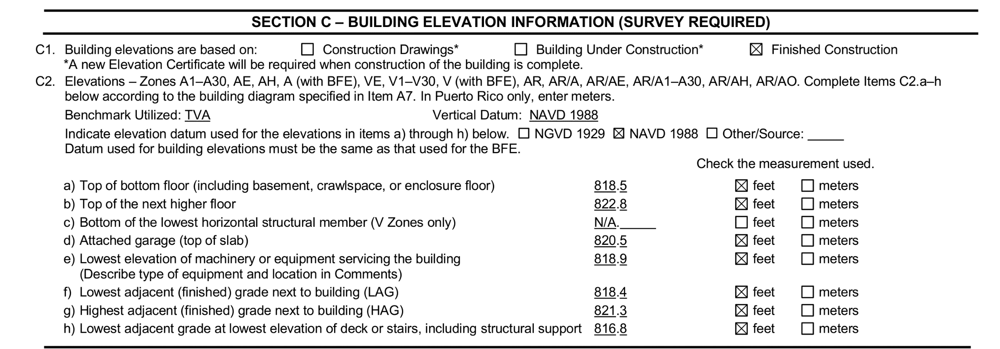 SECTION C – BUILDING ELEVATION INFORMATION (SURVEY REQUIRED)
C1. Building elevations are based on: ☐ Construction Drawings* ☐ Building Under Construction* ☒ Finished Construction
*A new Elevation Certificate will be required when construction of the building is complete.
C2. Elevations – Zones A1–A30, AE, AH, A (with BFE), VE, V1–V30, V (with BFE), AR, AR/A, AR/AE, AR/A1–A30, AR/AH, AR/AO. Complete Items C2.a–h
below according to the building diagram specified in Item A7. In Puerto Rico only, enter meters.
Benchmark Utilized: TVA Vertical Datum: NAVD 1988
Indicate elevation datum used for the elevations in items a) through h) below. ☐ NGVD 1929 ☒ NAVD 1988 ☐ Other/Source: _____
Datum used for building elevations must be the same as that used for the BFE.
Check the measurement used.
a) Top of bottom floor (including basement, crawlspace, or enclosure floor) 818.5 ☒ feet ☐ meters
b) Top of the next higher floor 822.8 ☒ feet ☐ meters
c) Bottom of the lowest horizontal structural member (V Zones only) N/A._____ ☐ feet ☐ meters
d) Attached garage (top of slab) 820.5 ☒ feet ☐ meters
e) Lowest elevation of machinery or equipment servicing the building 818.9 ☒ feet ☐ meters
(Describe type of equipment and location in Comments)
f) Lowest adjacent (finished) grade next to building (LAG) 818.4 ☒ feet ☐ meters
g) Highest adjacent (finished) grade next to building (HAG) 821.3 ☒ feet ☐ meters
h) Lowest adjacent grade at lowest elevation of deck or stairs, including structural support 816.8 ☒ feet ☐ meters